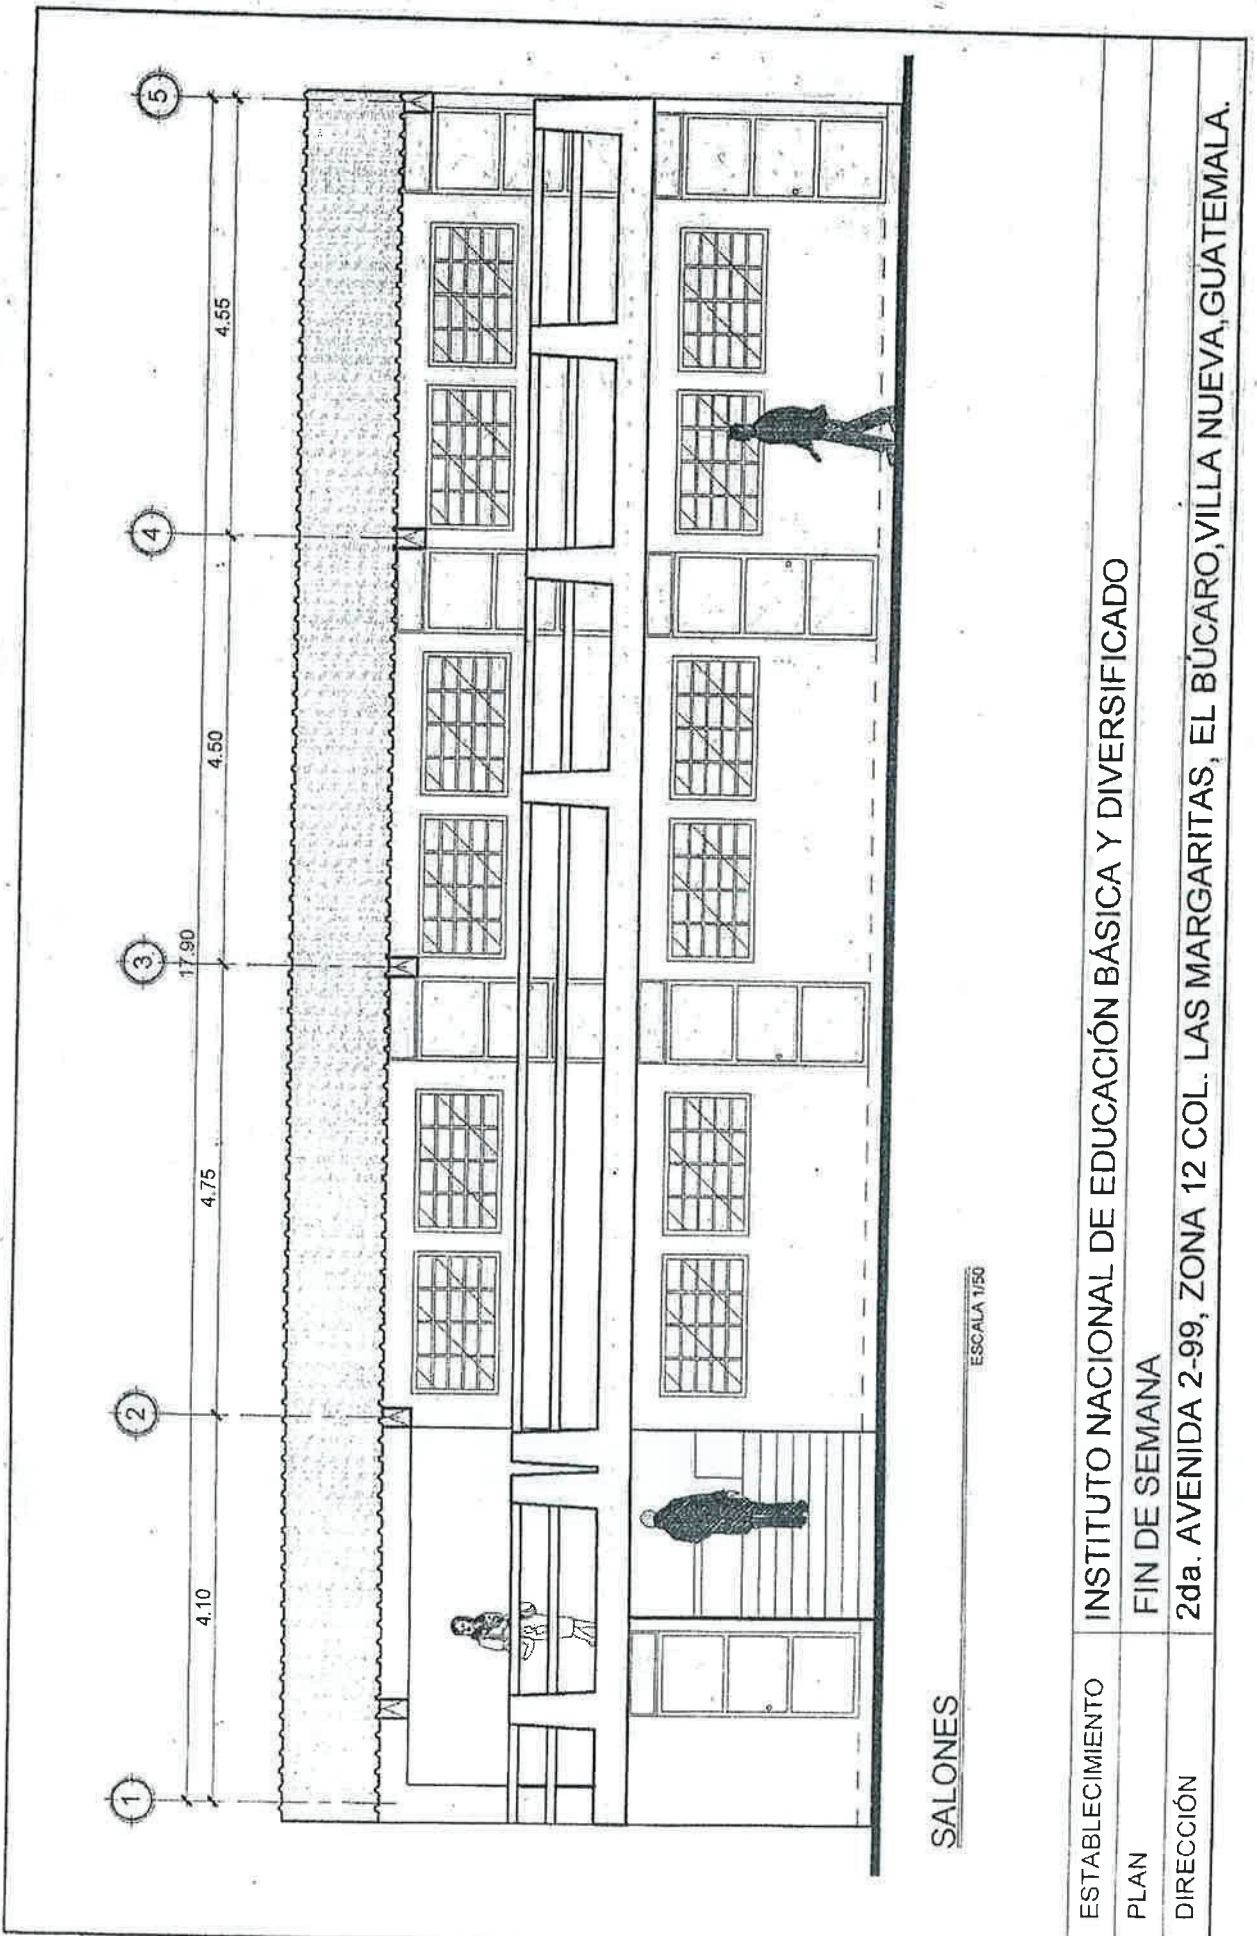 1
2
3
4
5
17.90
4.10
4.75
4.50
4.55
SALONES
ESCALA 1/50
ESTABLECIMIENTO INSTITUTO NACIONAL DE EDUCACIÓN BÁSICA Y DIVERSIFICADO
PLAN FIN DE SEMANA
DIRECCIÓN 2da. AVENIDA 2-99, ZONA 12 COL. LAS MARGARITAS, EL BÚCARO,VILLA NUEVA,GUATEMALA.